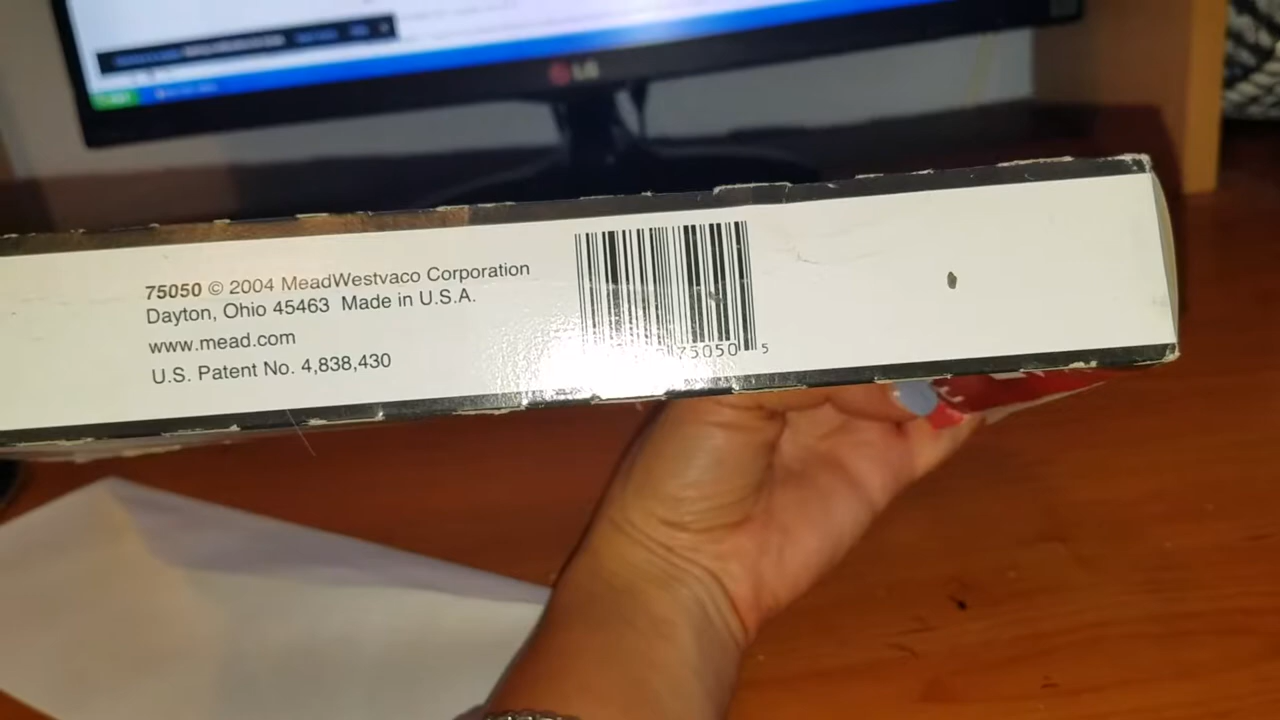 LG
75050 © 2004 MeadWestvaco Corporation
Dayton, Ohio 45463 Made in U.S.A.
www.mead.com
U.S. Patent No. 4,838,430
75050 5